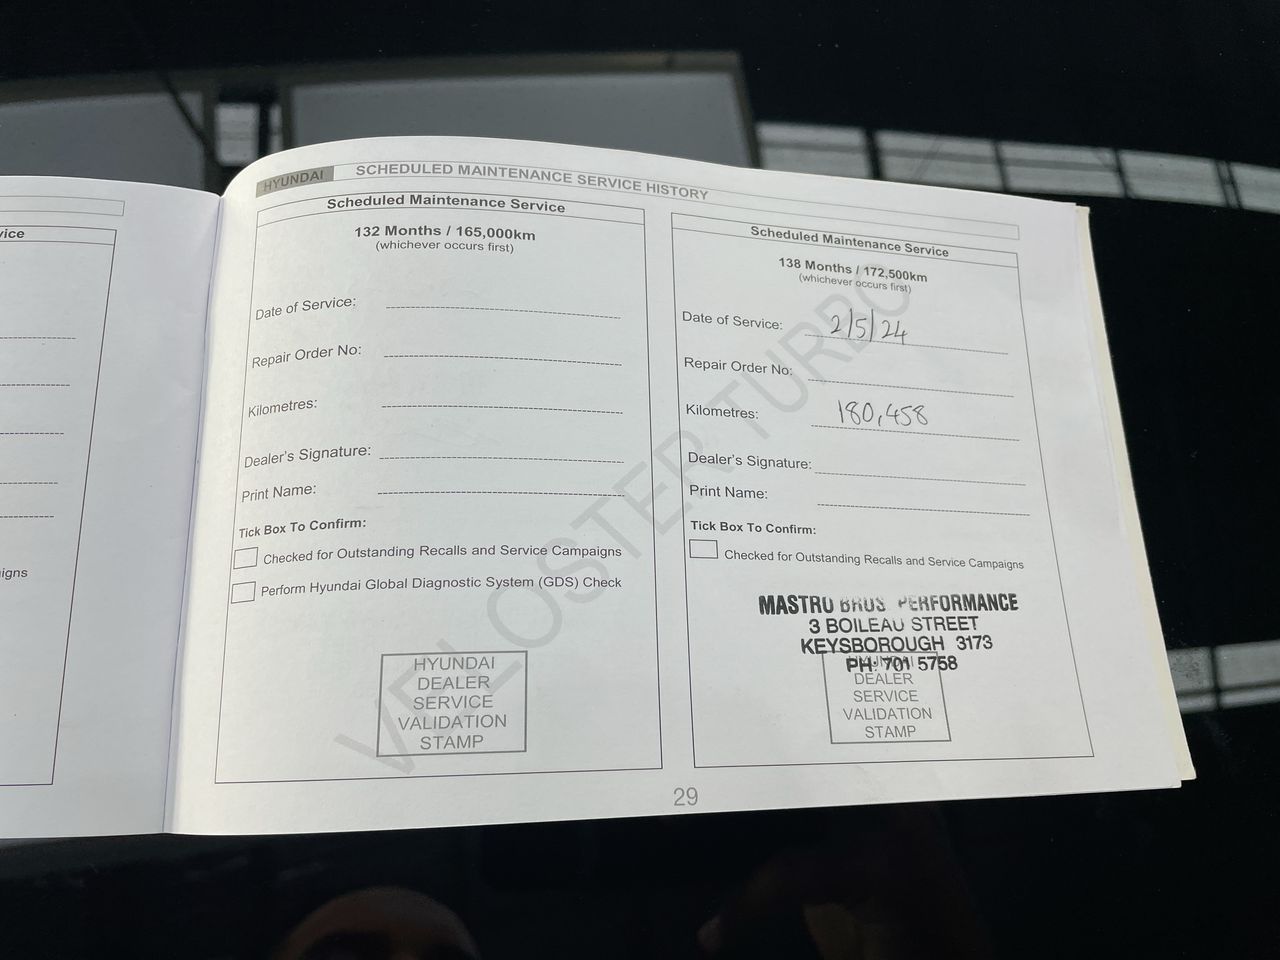 vice
igns
HYUNDAI
SCHEDULED MAINTENANCE SERVICE HISTORY
Scheduled Maintenance Service
132 Months / 165,000km
(whichever occurs first)
Date of Service:
Repair Order No:
Kilometres:
Dealer's Signature:
Print Name:
Tick Box To Confirm:
Checked for Outstanding Recalls and Service Campaigns
Perform Hyundai Global Diagnostic System (GDS) Check
HYUNDAI
DEALER
SERVICE
VALIDATION
STAMP
Scheduled Maintenance Service
138 Months / 172,500km
(whichever occurs first)
Date of Service: 2/5/24
Repair Order No:
Kilometres: 180,458
Dealer's Signature:
Print Name:
Tick Box To Confirm:
Checked for Outstanding Recalls and Service Campaigns
MASTRO BROS PERFORMANCE
3 BOILEAU STREET
KEYSBOROUGH 3173
PH: 701 5758
HYUNDAI
DEALER
SERVICE
VALIDATION
STAMP
VELOSTER TURBO
29